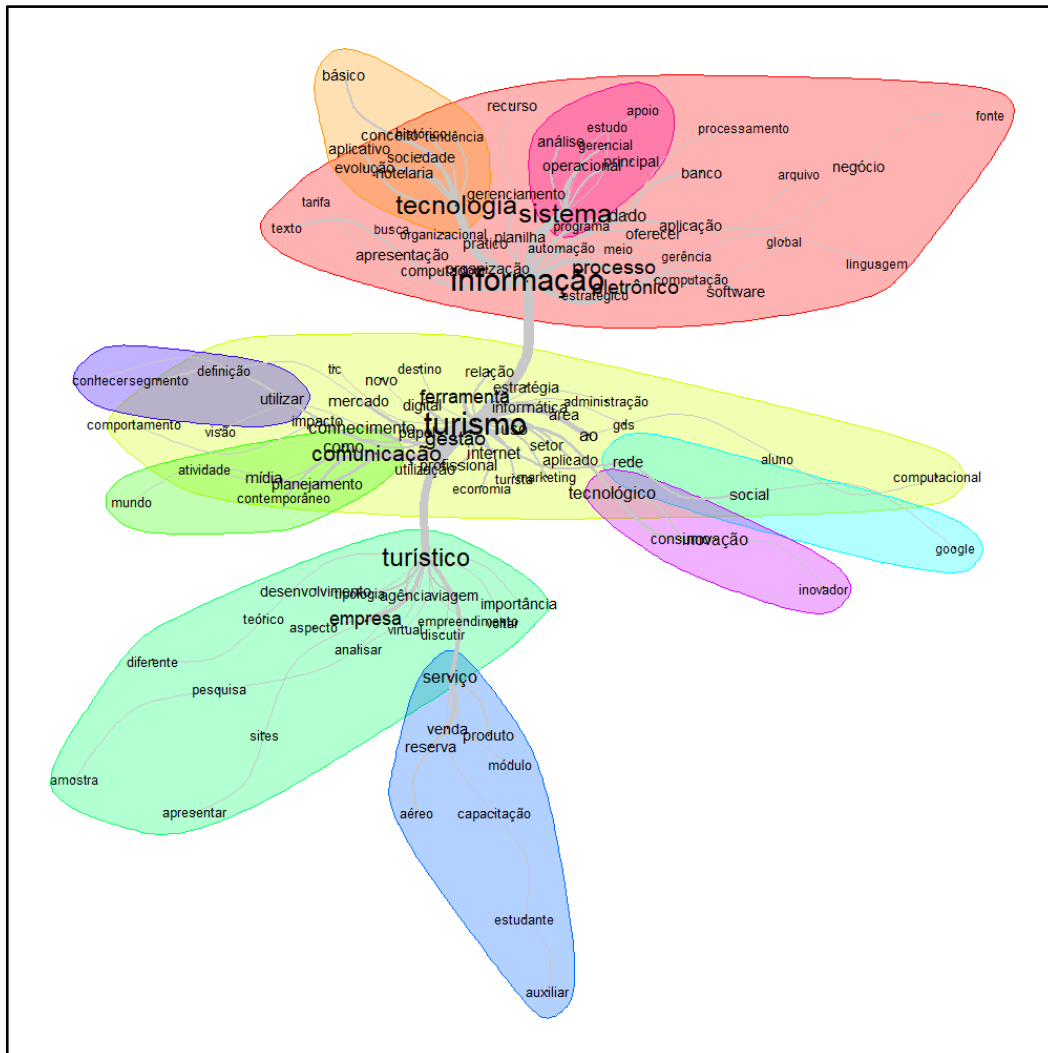 básico
recurso
apoio
fonte
conceito
histórico
tendência
estudo
análise
gerencial
processamento
aplicativo
sociedade
evolução
hotelaria
operacional
principal
banco
negócio
arquivo
gerenciamento
tarifa
tecnologia
sistema
dado
texto
busca
organizacional
planilha
programa
oferecer
aplicação
prático
automação
meio
global
apresentação
gerência
computador
organização
processo
linguagem
informação
eletrônico
computação
estratégico
software
definição
trc
destino
relação
conhecersegmento
novo
estratégia
utilizar
mercado
ferramenta
digital
informática
administração
comportamento
impacto
turismo
área
gds
visão
conhecimento
papel
uso
ao
como
gestão
setor
comunicação
internet
aplicado
rede
aluno
atividade
mídia
utilização
profissional
planejamento
turista
marketing
computacional
mundo
contemporâneo
economia
tecnológico
social
consumo
inovação
google
turístico
inovador
desenvolvimento
tipologia
agênciaviagem
importância
teórico
empresa
empreendimento
voltar
aspecto
virtual
discutir
analisar
diferente
serviço
pesquisa
sites
venda
produto
reserva
módulo
amostra
apresentar
aéreo
capacitação
estudante
auxiliar